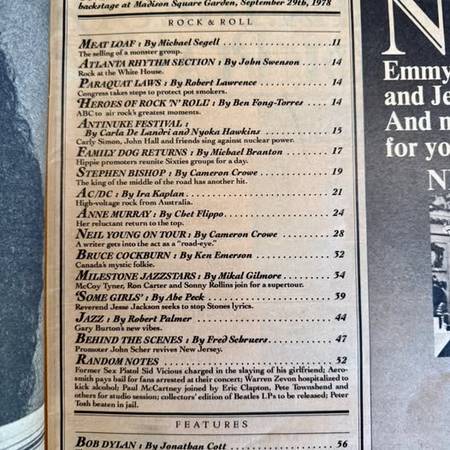 backstage at Madison Square Garden, September 29th, 1978
ROCK & ROLL
MEAT LOAF : By Michael Segell 11
The selling of a monster group.
ATLANTA RHYTHM SECTION : By John Swenson 14
Rock at the White House.
PARAQUAT LAWS : By Robert Lawrence 14
Congress takes steps to protect pot smokers.
'HEROES OF ROCK 'N' ROLL' : By Ben Fong-Torres 14
ABC to air rock's greatest moments.
ANTINUKE FESTIVAL :
By Carla De Landri and Nyoka Hawkins 15
Carly Simon, John Hall and friends sing against nuclear power.
FAMILY DOG RETURNS : By Michael Branton 17
Hippie promoters reunite Sixties groups for a day.
STEPHEN BISHOP : By Cameron Crowe 19
The king of the middle of the road has another hit.
AC/DC : By Ira Kaplan 21
High-voltage rock from Australia.
ANNE MURRAY : By Chet Flippo 24
Her reluctant return to the top.
NEIL YOUNG ON TOUR : By Cameron Crowe 28
A writer gets into the act as a "road-eye."
BRUCE COCKBURN : By Ken Emerson 32
Canada's mystic folkie.
MILESTONE JAZZSTARS : By Mikal Gilmore 34
McCoy Tyner, Ron Carter and Sonny Rollins join for a supertour.
'SOME GIRLS' : By Abe Peck 39
Reverend Jesse Jackson seeks to stop Stones lyrics.
JAZZ : By Robert Palmer 44
Gary Burton's new vibes.
BEHIND THE SCENES : By Fred Schruers 47
Promoter John Scher revives New Jersey.
RANDOM NOTES 52
Former Sex Pistol Sid Vicious charged in the slaying of his girlfriend; Aero-
smith pays bail for fans arrested at their concert; Warren Zevon hospitalized to
kick alcohol; Paul McCartney joined by Eric Clapton, Pete Townshend and
others for studio session; collectors' edition of Beatles LPs to be released; Peter
Tosh beaten in jail.
FEATURES
BOB DYLAN : By Jonathan Cott 56
N
Emmy
and Je
And m
for yo
N